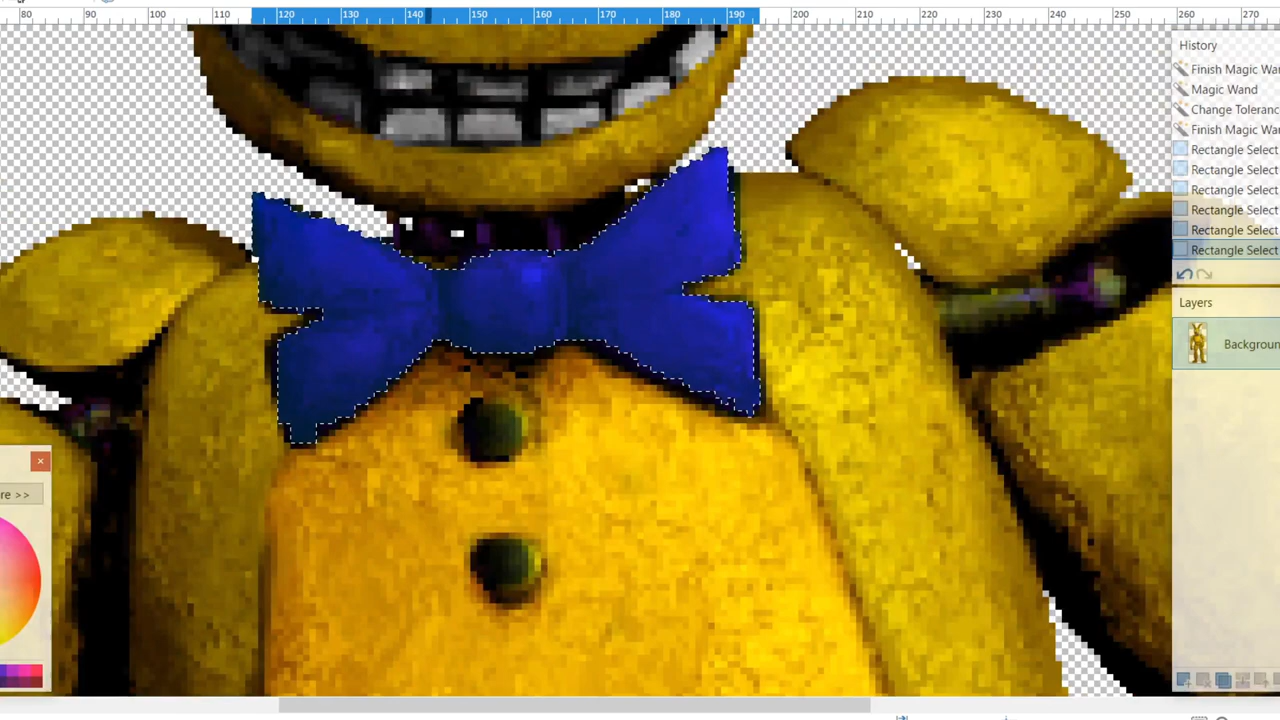 80 90 100 110 120 130 140 150 160 170 180 190 200 210 220 230 240 250 260 270
History
Finish Magic Wa
Magic Wand
Change Toleranc
Finish Magic Wa
Rectangle Select
Rectangle Select
Rectangle Select
Rectangle Select
Rectangle Select
Rectangle Select
Layers
Backgroun
re >>